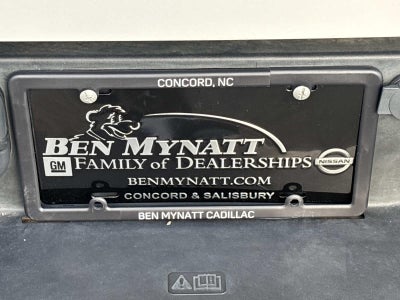 CONCORD, NC
BEN MYNATT
GM FAMILY of DEALERSHIPS NISSAN
BENMYNATT.COM
CONCORD & SALISBURY
BEN MYNATT CADILLAC